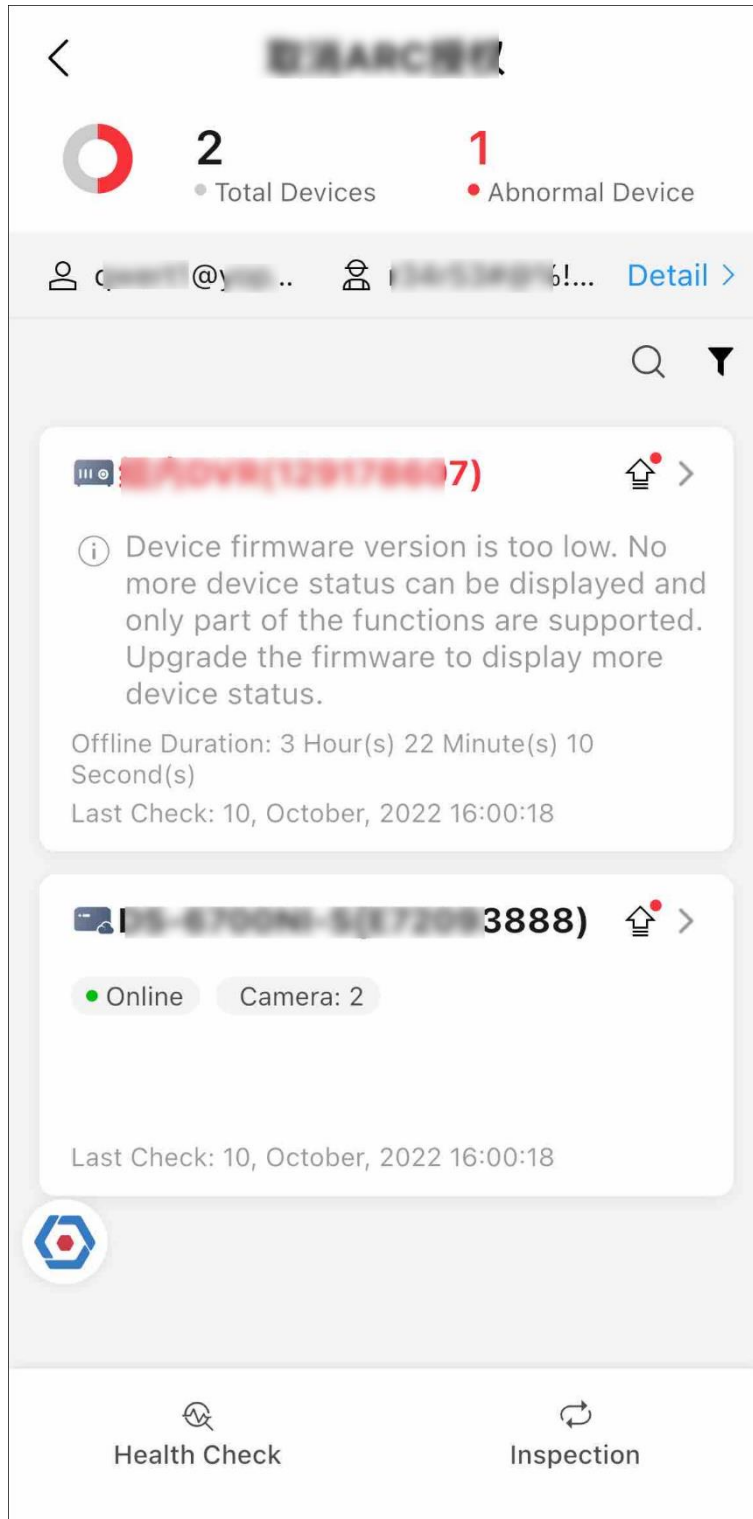 2
1
Total Devices
Abnormal Device
Detail
7)
Device firmware version is too low. No
more device status can be displayed and
only part of the functions are supported.
Upgrade the firmware to display more
device status.
Offline Duration: 3 Hour(s) 22 Minute(s) 10
Second(s)
Last Check: 10, October, 2022 16:00:18
3888)
Online
Camera: 2
Last Check: 10, October, 2022 16:00:18
Health Check
Inspection